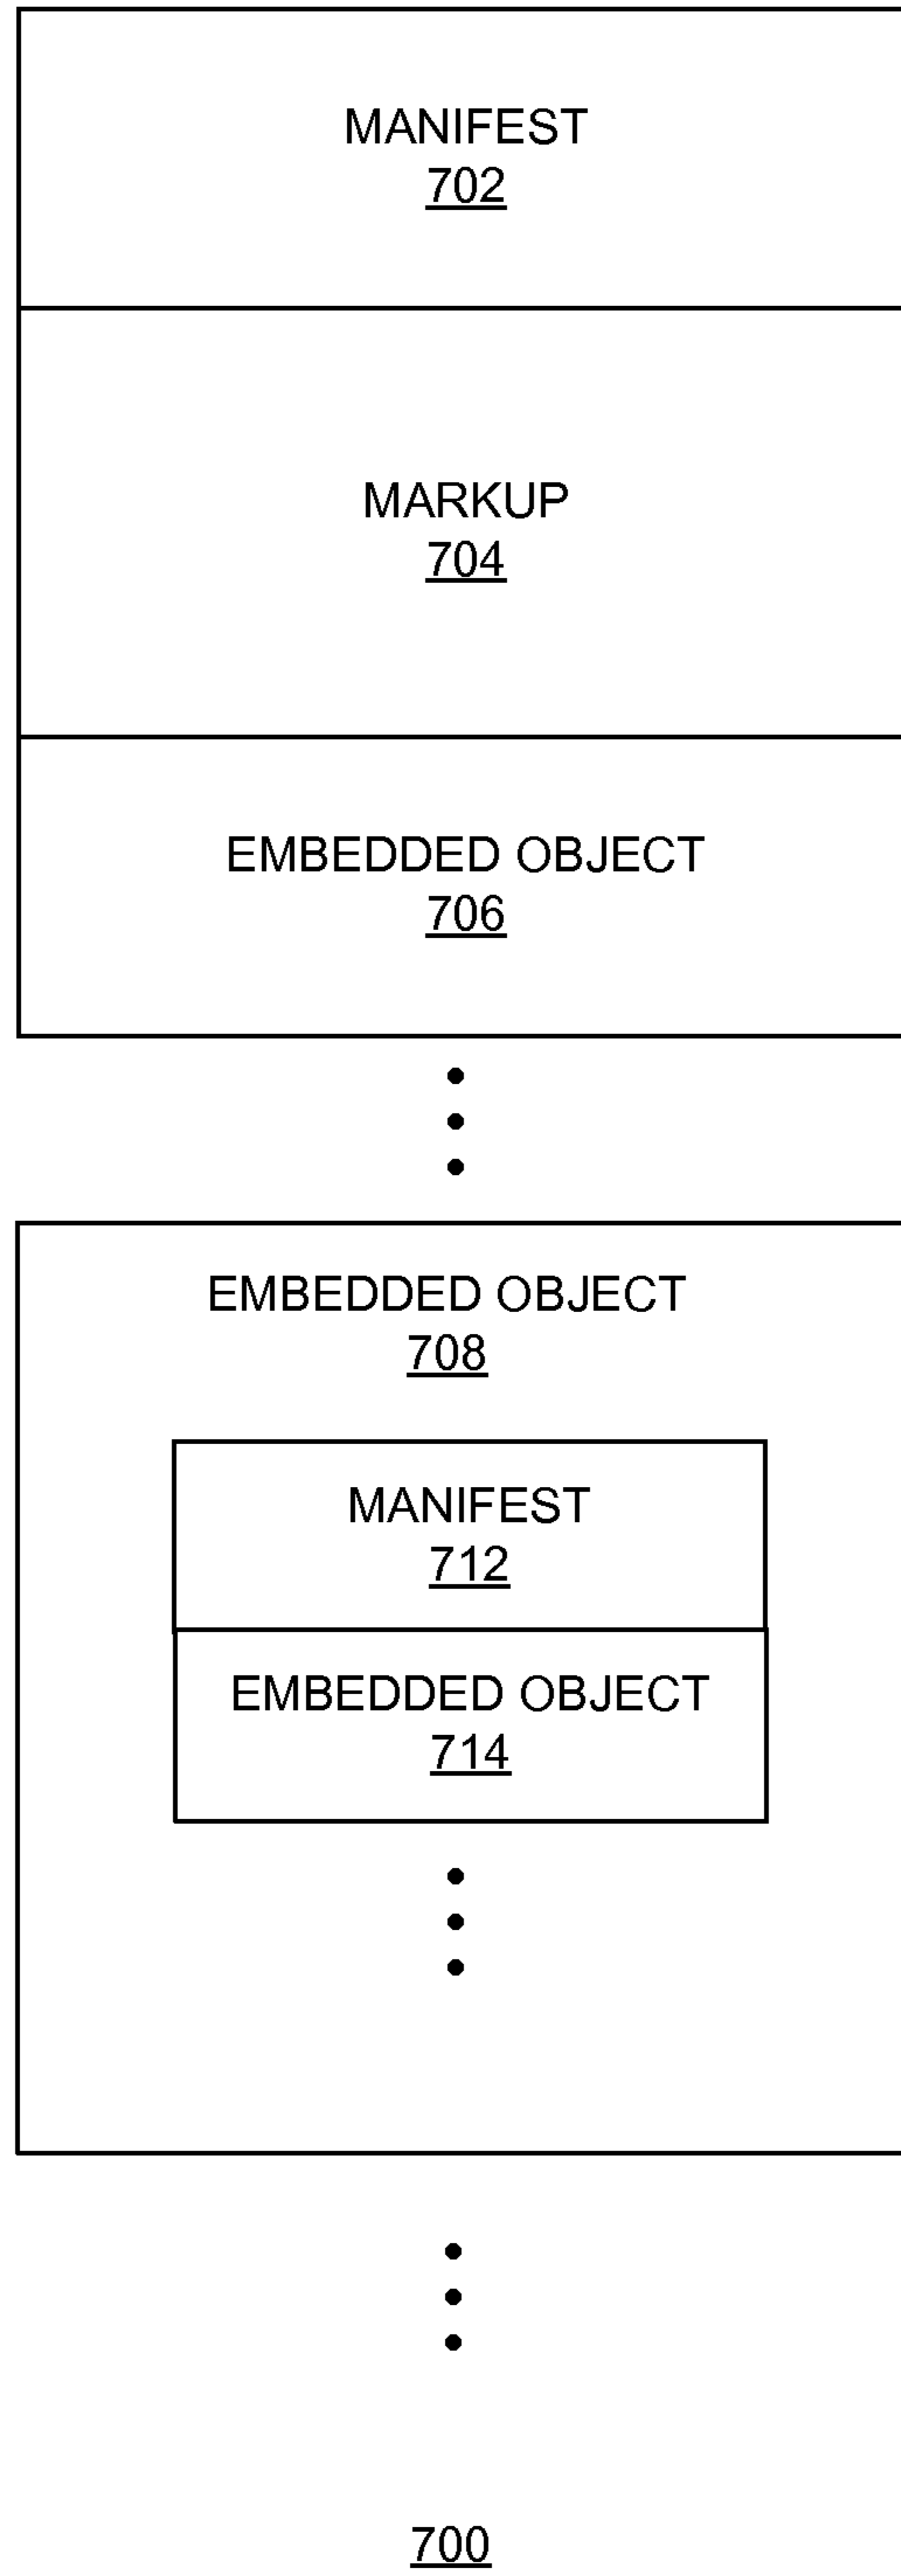 MANIFEST
702
MARKUP
704
EMBEDDED OBJECT
706
EMBEDDED OBJECT
708
MANIFEST
712
EMBEDDED OBJECT
714
700